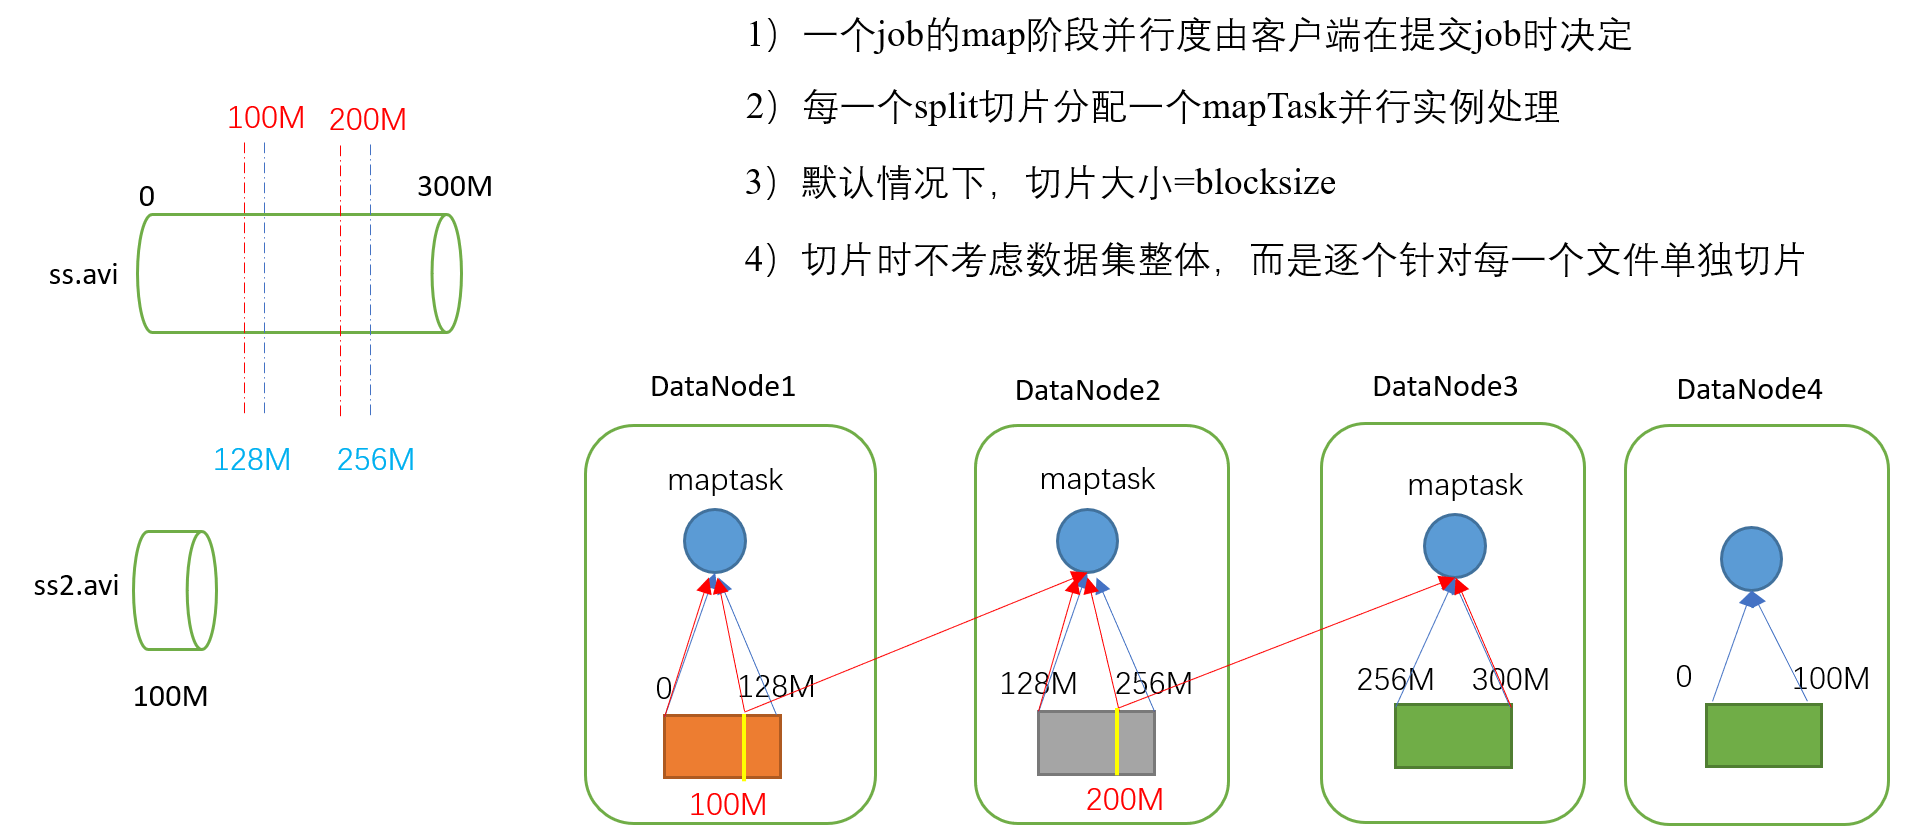 1）一个job的map阶段并行度由客户端在提交job时决定
2）每一个split切片分配一个mapTask并行实例处理
3）默认情况下，切片大小=blocksize
4）切片时不考虑数据集整体，而是逐个针对每一个文件单独切片
100M 200M
0 300M
ss.avi
128M 256M
ss2.avi
100M
DataNode1 DataNode2 DataNode3 DataNode4
maptask maptask maptask
0 128M 128M 256M 256M 300M 0 100M
100M 200M